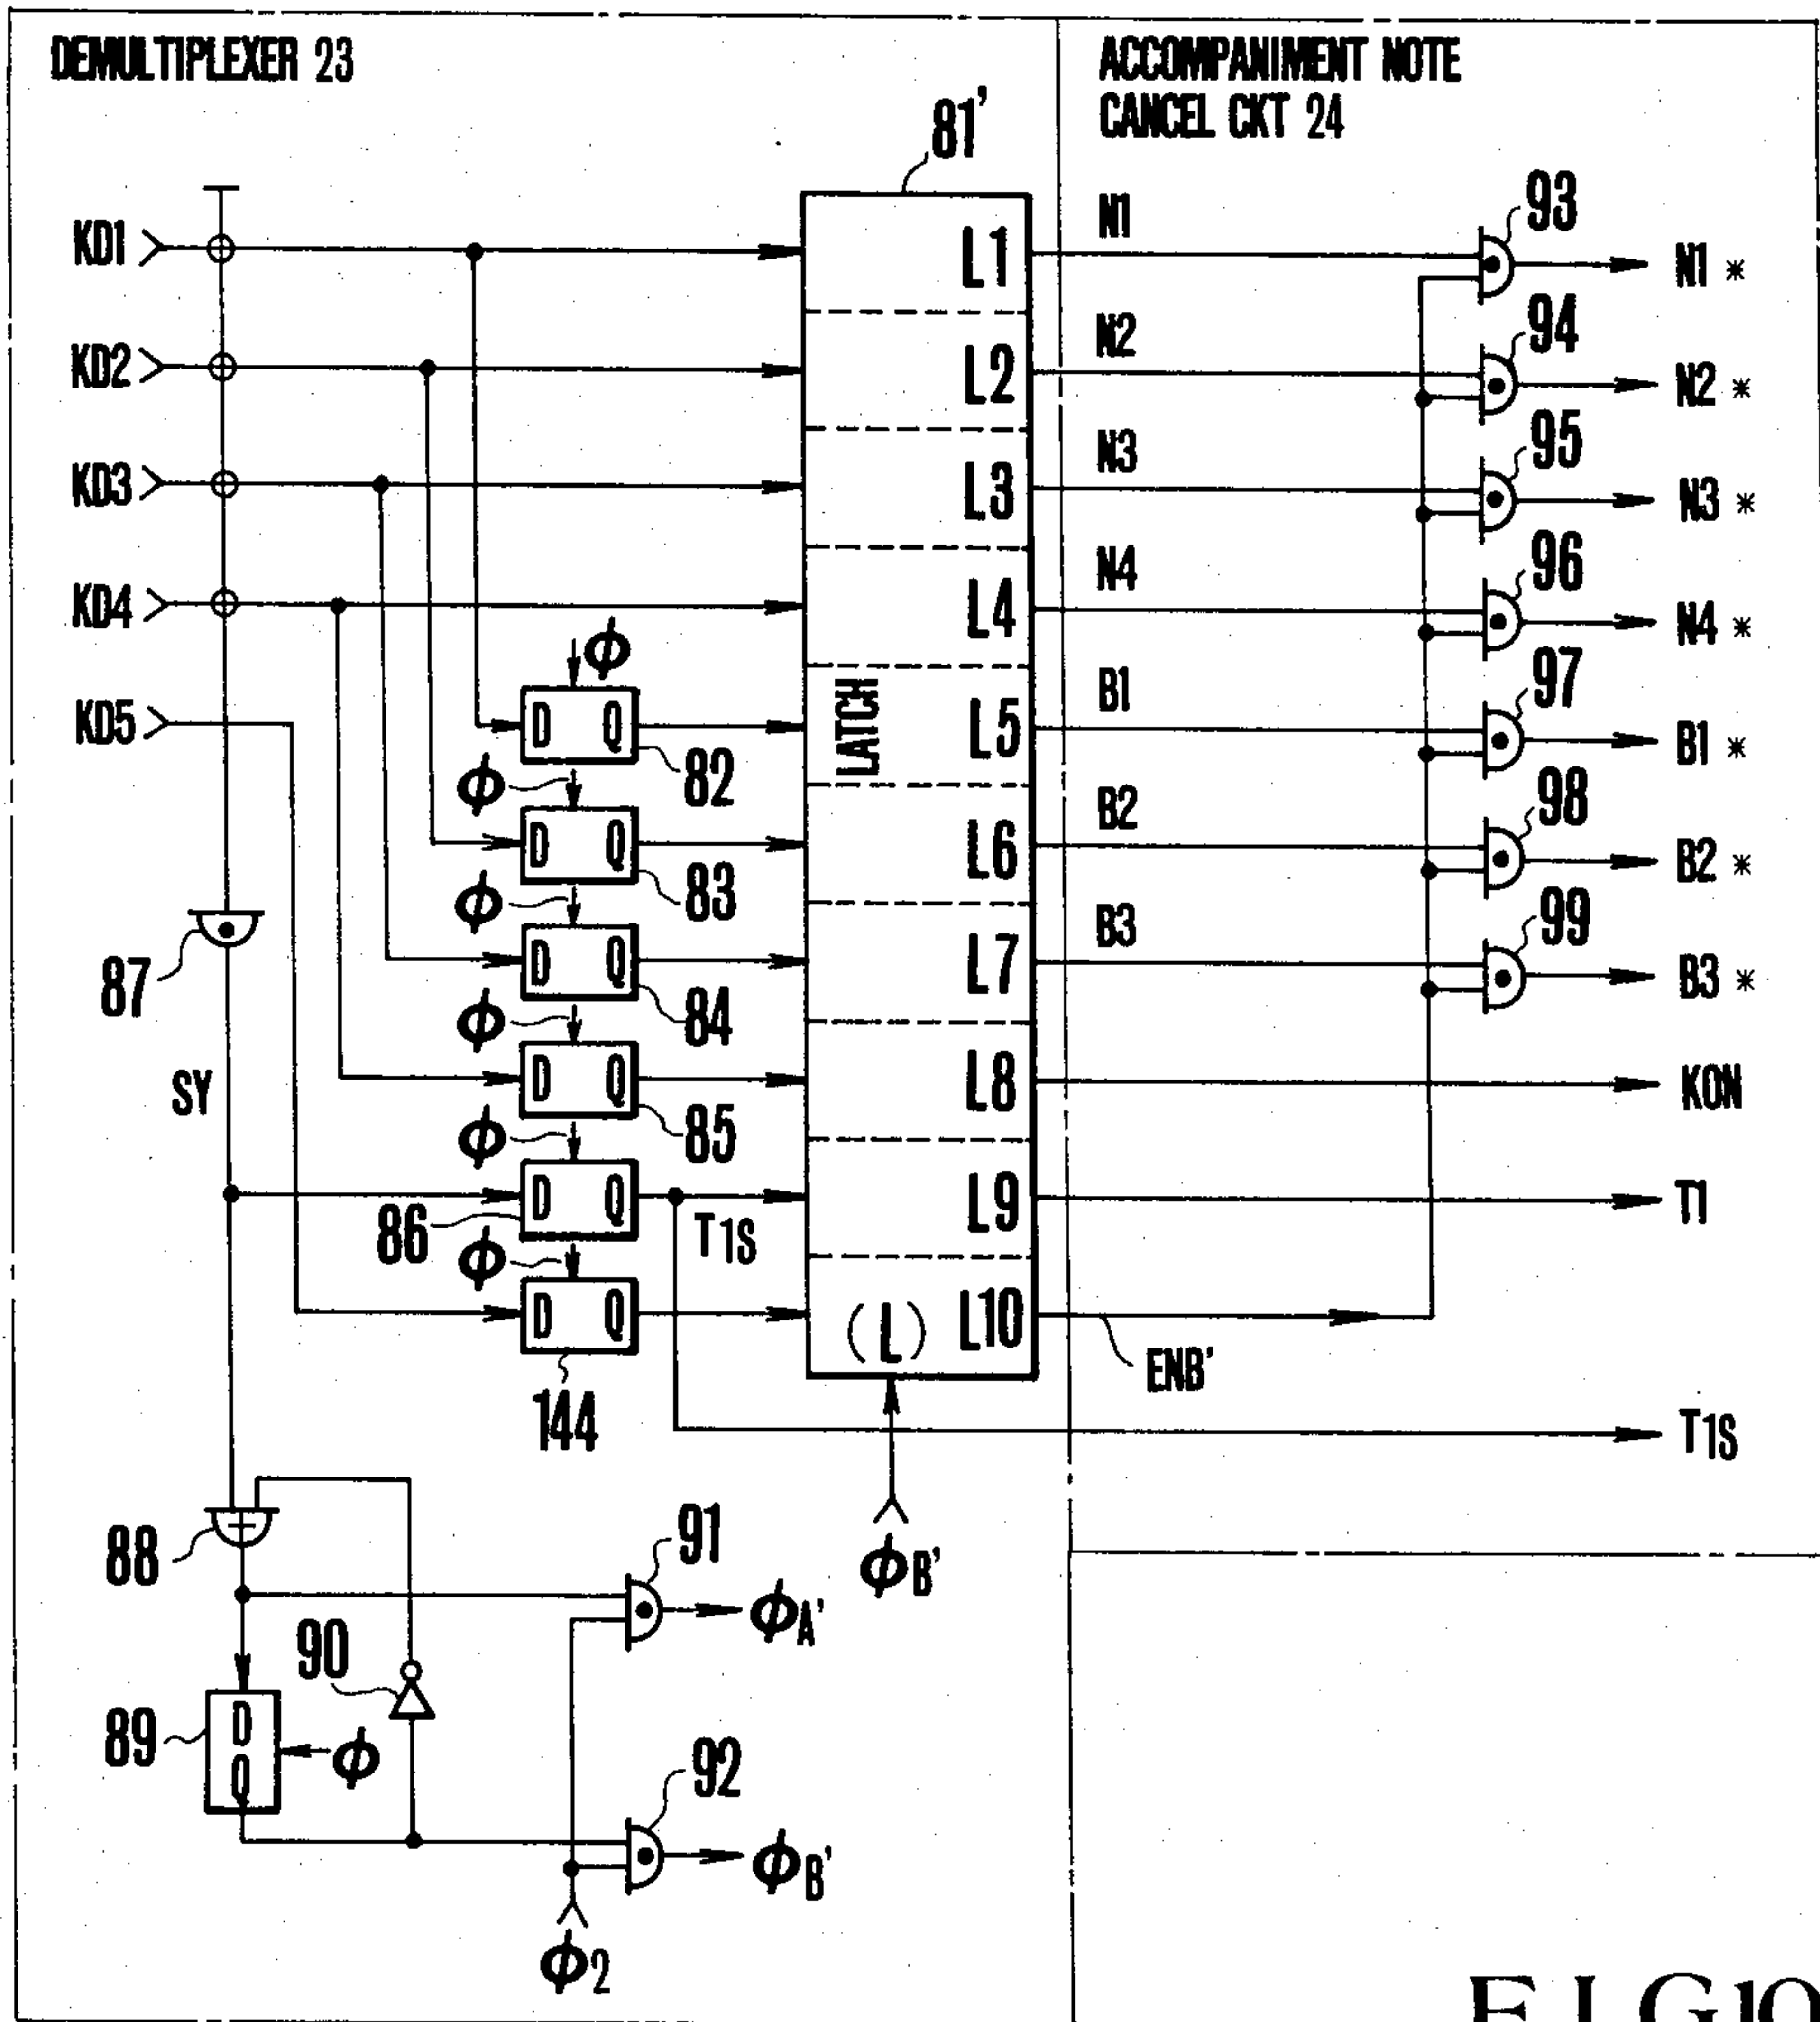 DEMULTIPLEXER 23
ACCOMPANIMENT NOTE
CANCEL CKT 24
81'
KD1
L1
N1
93
N1 *
KD2
L2
N2
94
N2 *
KD3
L3
N3
95
N3 *
KD4
L4
N4
96
N4 *
ϕ
KD5
D Q
82
LATCH
L5
B1
97
B1 *
ϕ
D Q
83
L6
B2
98
B2 *
ϕ
87
D Q
84
L7
B3
99
B3 *
ϕ
SY
D Q
85
L8
KON
ϕ
86
D Q
T1S
L9
T1
ϕ
D Q
144
(L)
L10
ENB'
T1S
88
91
ϕA'
ϕB'
90
89
D
Q
ϕ
92
ϕB'
ϕ2
FIG 10